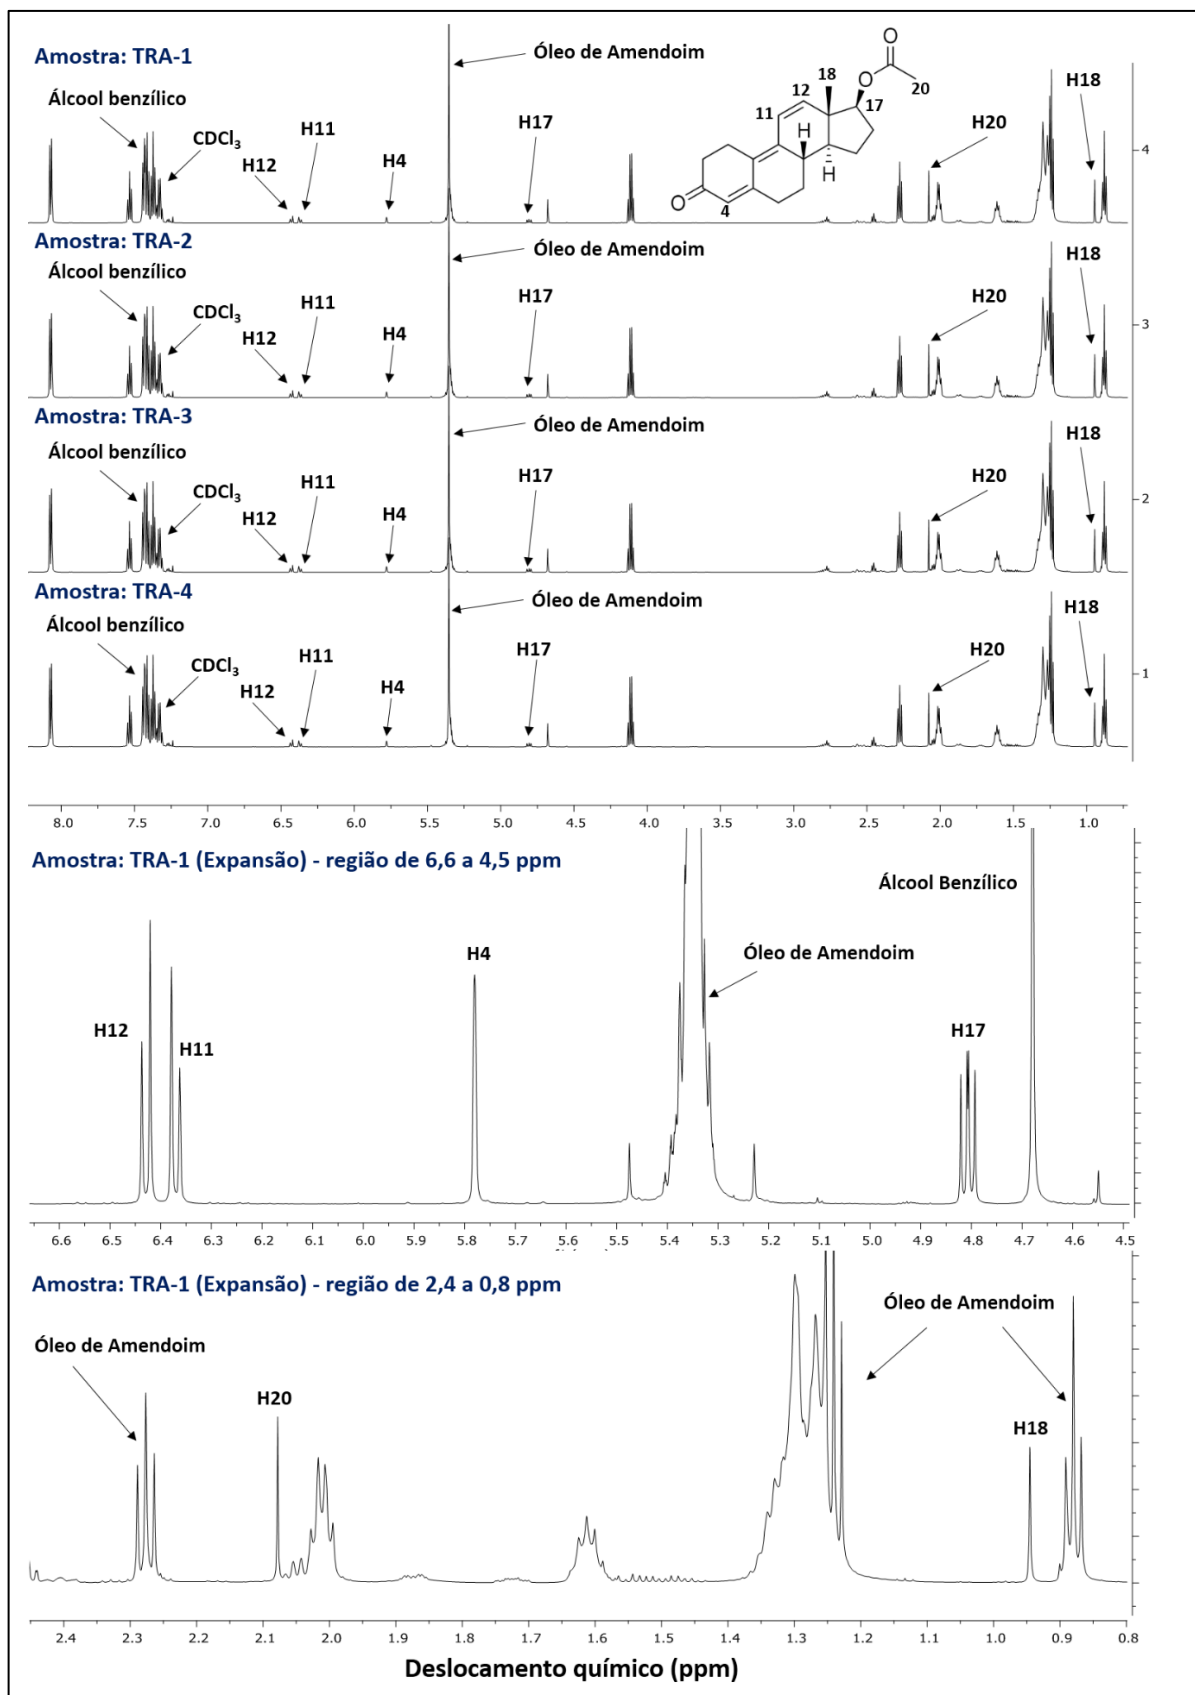 Amostra: TRA-1
Óleo de Amendoim
Álcool benzílico
CDCl₃
H12
H11
H4
H17
H20
H18
O
O
18
12
11
17
20
H
H
O
4
4
Amostra: TRA-2
Óleo de Amendoim
Álcool benzílico
CDCl₃
H12
H11
H4
H17
H20
H18
3
Amostra: TRA-3
Óleo de Amendoim
Álcool benzílico
CDCl₃
H12
H11
H4
H17
H20
H18
2
Amostra: TRA-4
Óleo de Amendoim
Álcool benzílico
CDCl₃
H12
H11
H4
H17
H20
H18
1
8.0 7.5 7.0 6.5 6.0 5.5 5.0 4.5 4.0 3.5 3.0 2.5 2.0 1.5 1.0
Amostra: TRA-1 (Expansão) - região de 6,6 a 4,5 ppm
Álcool Benzílico
H4
Óleo de Amendoim
H12
H11
H17
6.6 6.5 6.4 6.3 6.2 6.1 6.0 5.9 5.8 5.7 5.6 5.5 5.4 5.3 5.2 5.1 5.0 4.9 4.8 4.7 4.6 4.5
Amostra: TRA-1 (Expansão) - região de 2,4 a 0,8 ppm
Óleo de Amendoim
Óleo de Amendoim
H20
H18
2.4 2.3 2.2 2.1 2.0 1.9 1.8 1.7 1.6 1.5 1.4 1.3 1.2 1.1 1.0 0.9 0.8
Deslocamento químico (ppm)